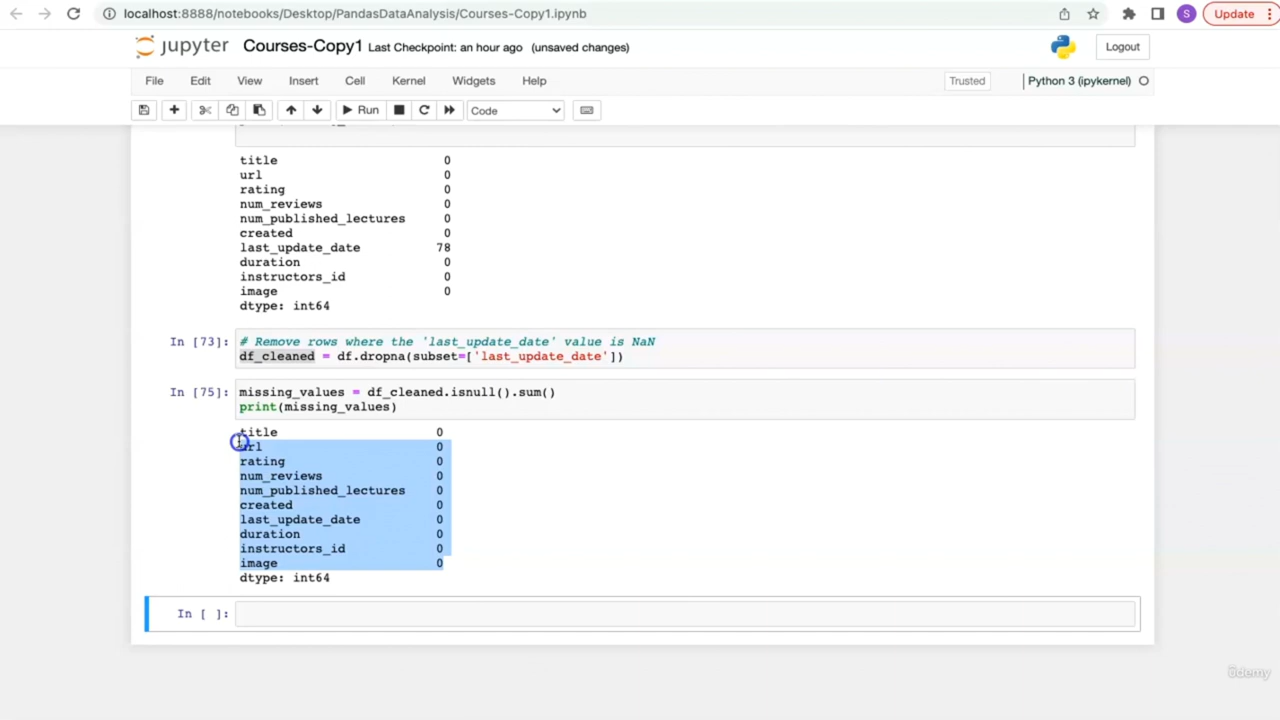 localhost:8888/notebooks/Desktop/PandasDataAnalysis/Courses-Copy1.ipynb
S
Update
jupyter Courses-Copy1 Last Checkpoint: an hour ago (unsaved changes)
Logout
File Edit View Insert Cell Kernel Widgets Help
Trusted
Python 3 (ipykernel)
Run
Code
title 0
url 0
rating 0
num_reviews 0
num_published_lectures 0
created 0
last_update_date 78
duration 0
instructors_id 0
image 0
dtype: int64
In [73]: # Remove rows where the 'last_update_date' value is NaN
df_cleaned = df.dropna(subset=['last_update_date'])
In [75]: missing_values = df_cleaned.isnull().sum()
print(missing_values)
title 0
url 0
rating 0
num_reviews 0
num_published_lectures 0
created 0
last_update_date 0
duration 0
instructors_id 0
image 0
dtype: int64
In [ ]:
ûdemy